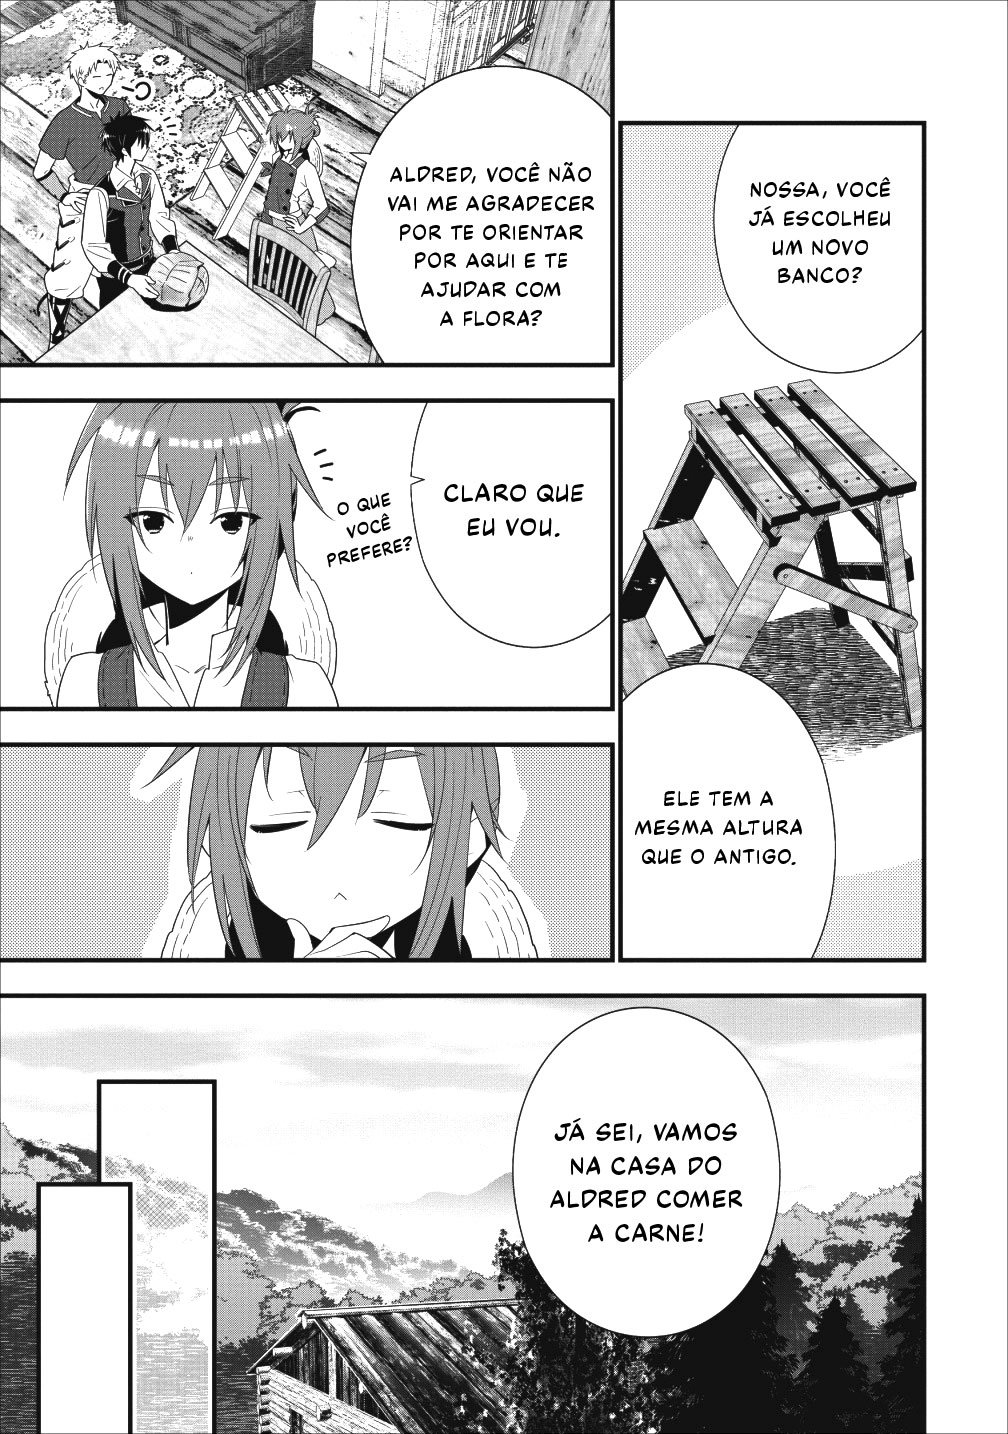 NOSSA, VOCÊ
JÁ ESCOLHEU
UM NOVO
BANCO?
ELE TEM A
MESMA ALTURA
QUE O ANTIGO.
ALDRED, VOCÊ NÃO
VAI ME AGRADECER
POR TE ORIENTAR
POR AQUI E TE
AJUDAR COM
A FLORA?
CLARO QUE
EU VOU.
O QUE
VOCÊ
PREFERE?
JÁ SEI, VAMOS
NA CASA DO
ALDRED COMER
A CARNE!